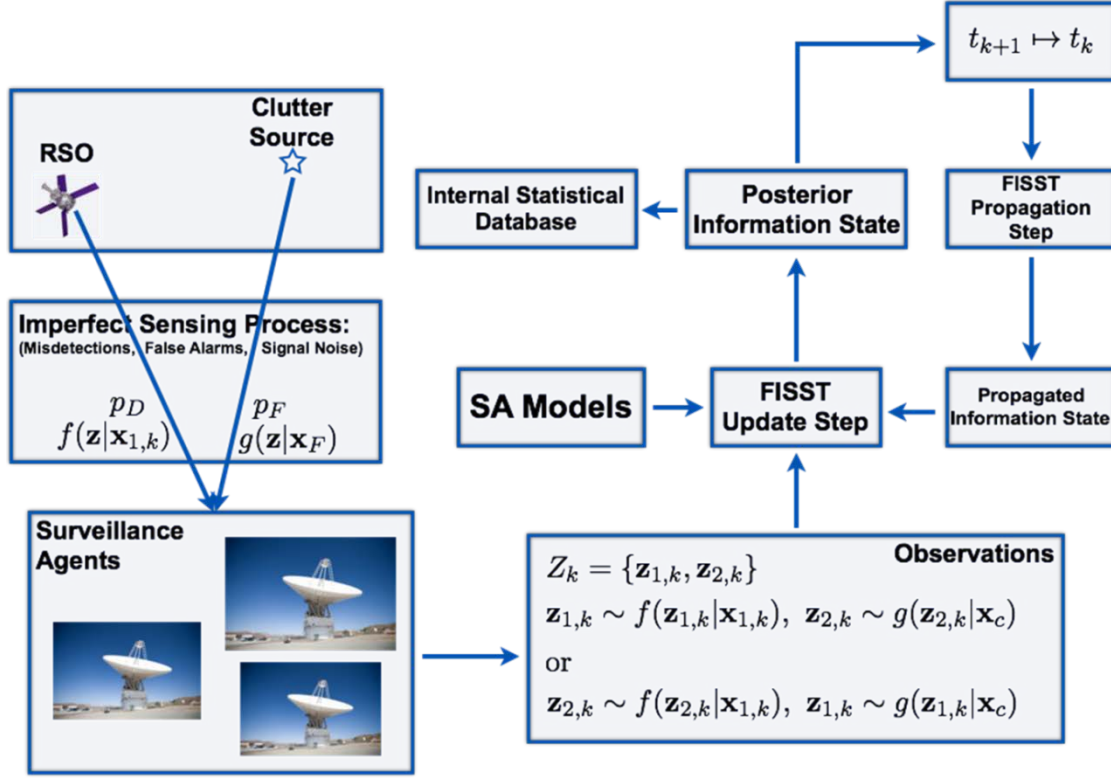 RSO
Clutter
Source
Imperfect Sensing Process:
(Misdetections, False Alarms, Signal Noise)
p_D p_F
f(𝐳|𝐱_{1,k}) g(𝐳|𝐱_F)
Surveillance
Agents
Observations
Z_k = {𝐳_{1,k}, 𝐳_{2,k}}
𝐳_{1,k} ∼ f(𝐳_{1,k}|𝐱_{1,k}), 𝐳_{2,k} ∼ g(𝐳_{2,k}|𝐱_c)
or
𝐳_{2,k} ∼ f(𝐳_{2,k}|𝐱_{1,k}), 𝐳_{1,k} ∼ g(𝐳_{1,k}|𝐱_c)
SA Models
FISST
Update Step
Posterior
Information State
Internal Statistical
Database
t_{k+1} ↦ t_k
FISST
Propagation
Step
Propagated
Information State